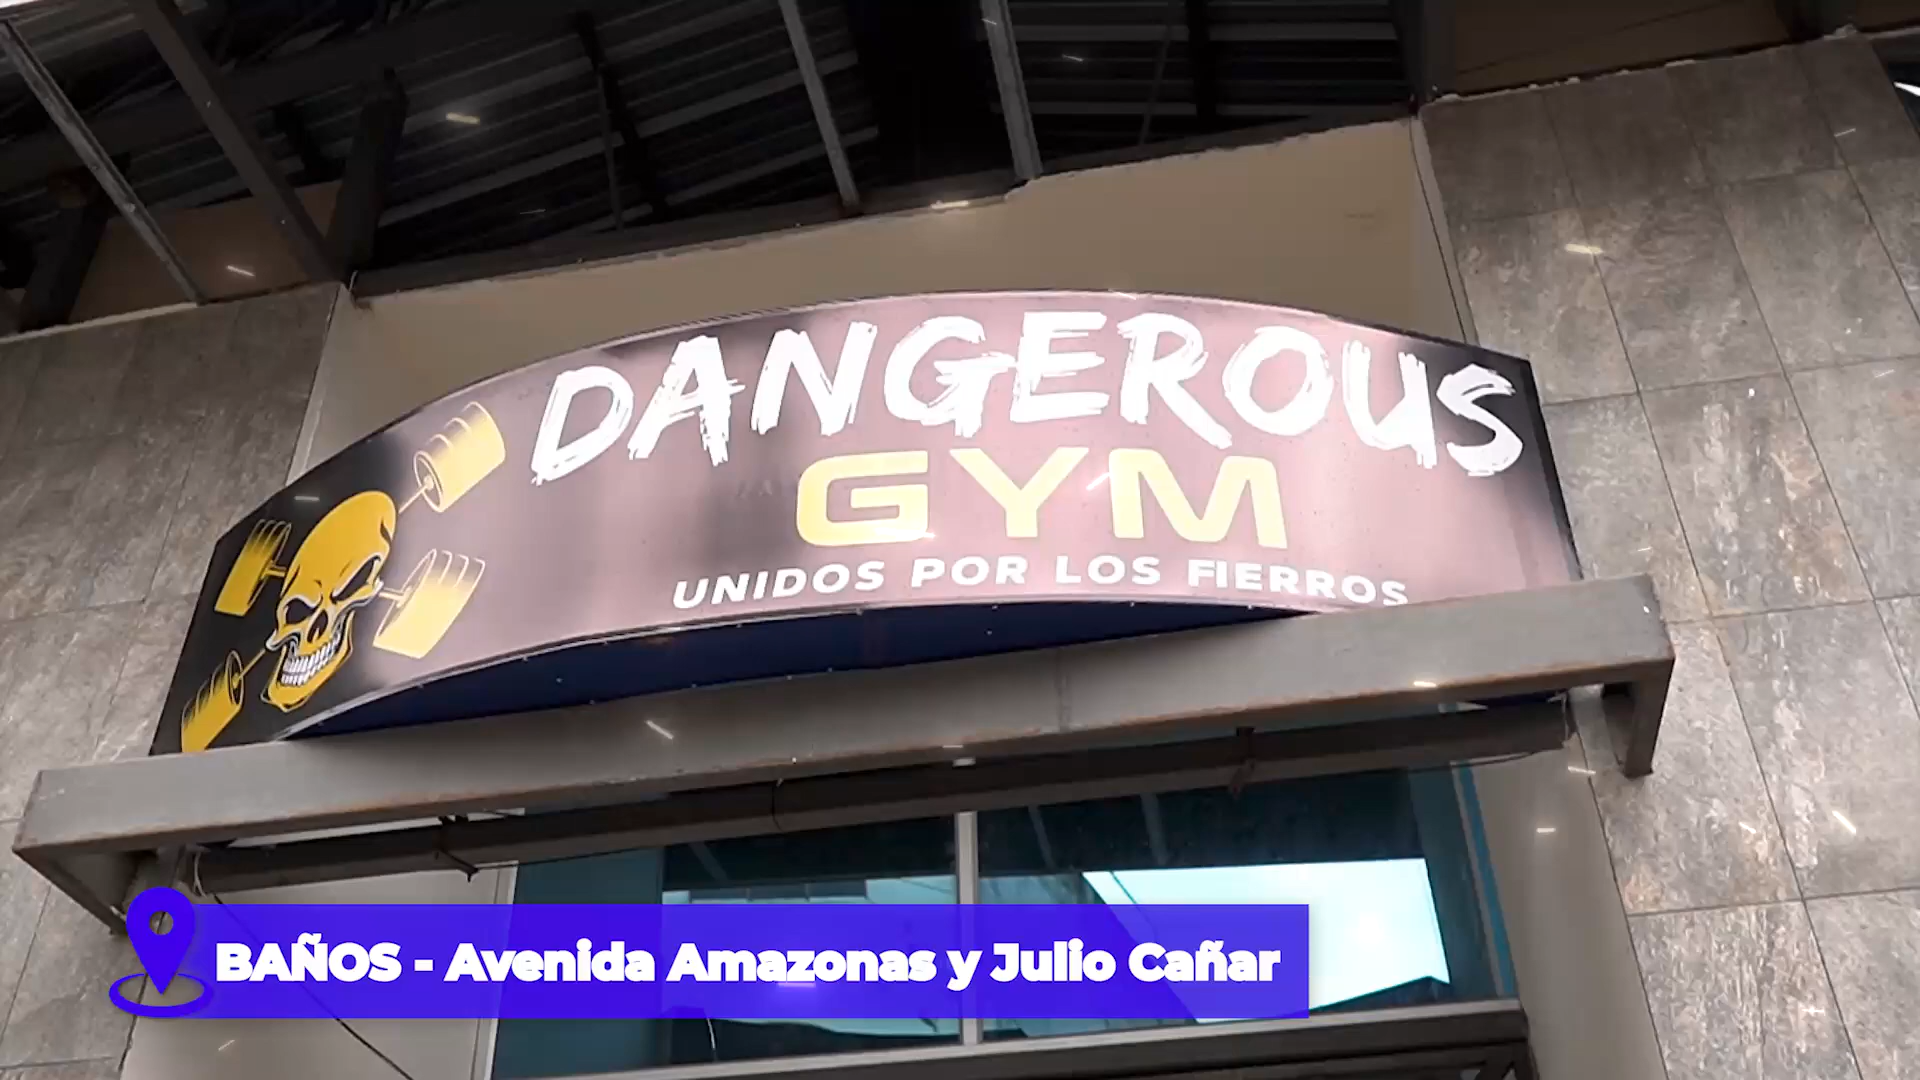 DANGEROUS
GYM
UNIDOS POR LOS FIERROS
BAÑOS - Avenida Amazonas y Julio Cañar